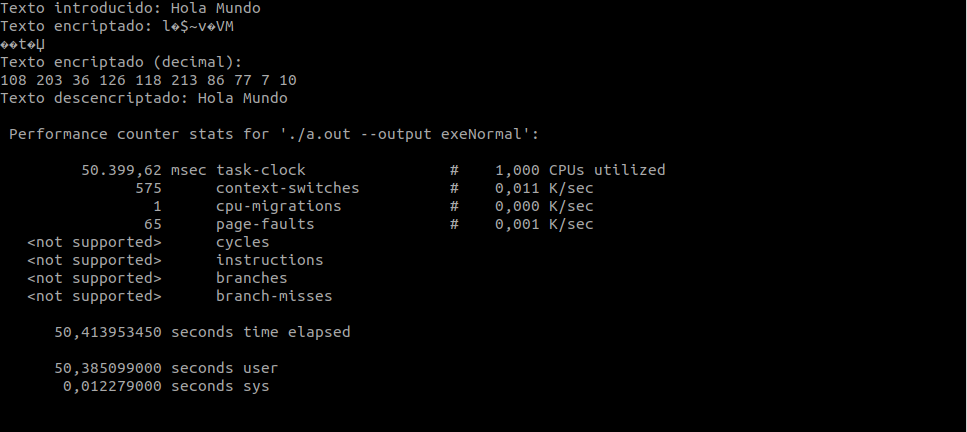 Texto introducido: Hola Mundo
Texto encriptado: l�$~v�VM
��t�Џ
Texto encriptado (decimal):
108 203 36 126 118 213 86 77 7 10
Texto descencriptado: Hola Mundo
Performance counter stats for './a.out --output exeNormal':
50.399,62 msec task-clock # 1,000 CPUs utilized
575 context-switches # 0,011 K/sec
1 cpu-migrations # 0,000 K/sec
65 page-faults # 0,001 K/sec
<not supported> cycles
<not supported> instructions
<not supported> branches
<not supported> branch-misses
50,413953450 seconds time elapsed
50,385099000 seconds user
0,012279000 seconds sys